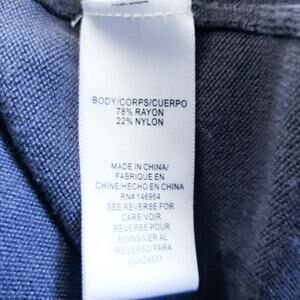 BODY/CORPS/CUERPO
78% RAYON
22% NYLON
MADE IN CHINA/
FABRIQUE EN
CHINE/HECHO EN CHINA
RN# 146964
SEE REVERSE FOR
CARE/VOIR
REVERSE POUR
SOINS/VER AL
REVERSO PARA
CUIDADO